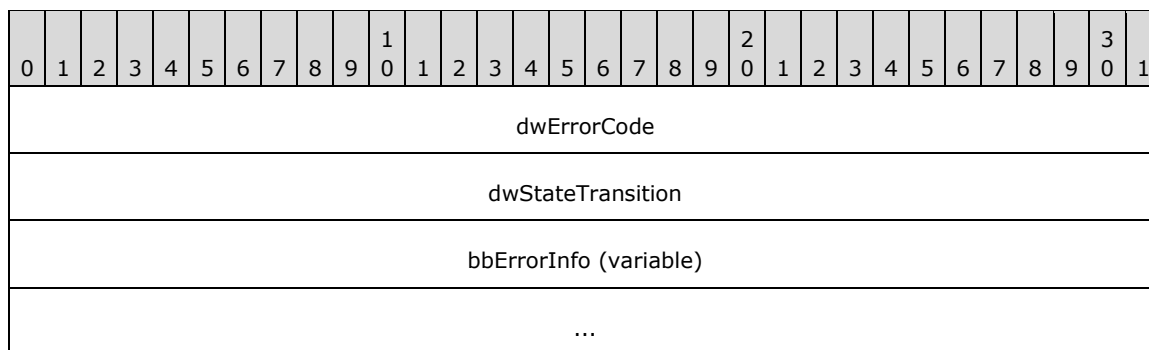 1 2 3
0 1 2 3 4 5 6 7 8 9 0 1 2 3 4 5 6 7 8 9 0 1 2 3 4 5 6 7 8 9 0 1
dwErrorCode
dwStateTransition
bbErrorInfo (variable)
...